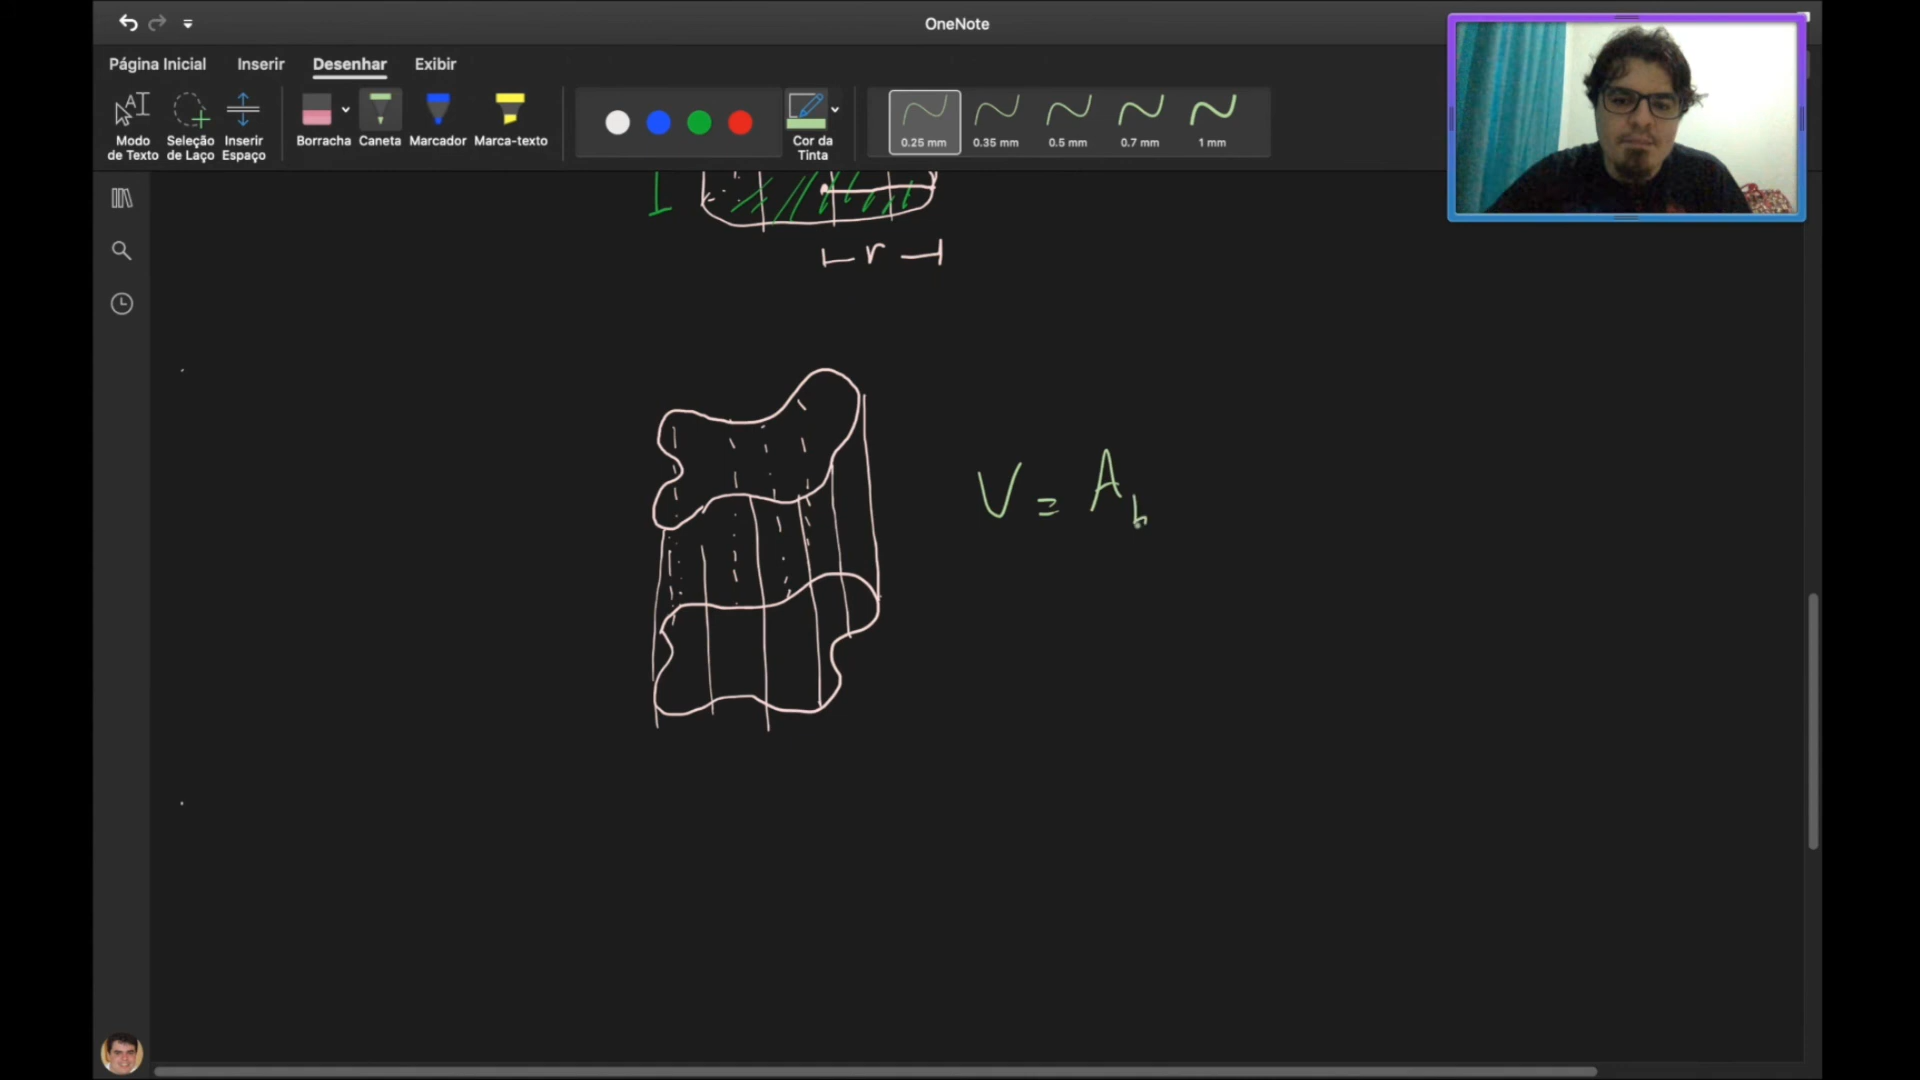 OneNote
Página Inicial Inserir Desenhar Exibir
Modo de Texto
Seleção de Laço
Inserir Espaço
Borracha
Caneta
Marcador
Marca-texto
Cor da Tinta
0.25 mm
0.35 mm
0.5 mm
0.7 mm
1 mm
r
V = A_b